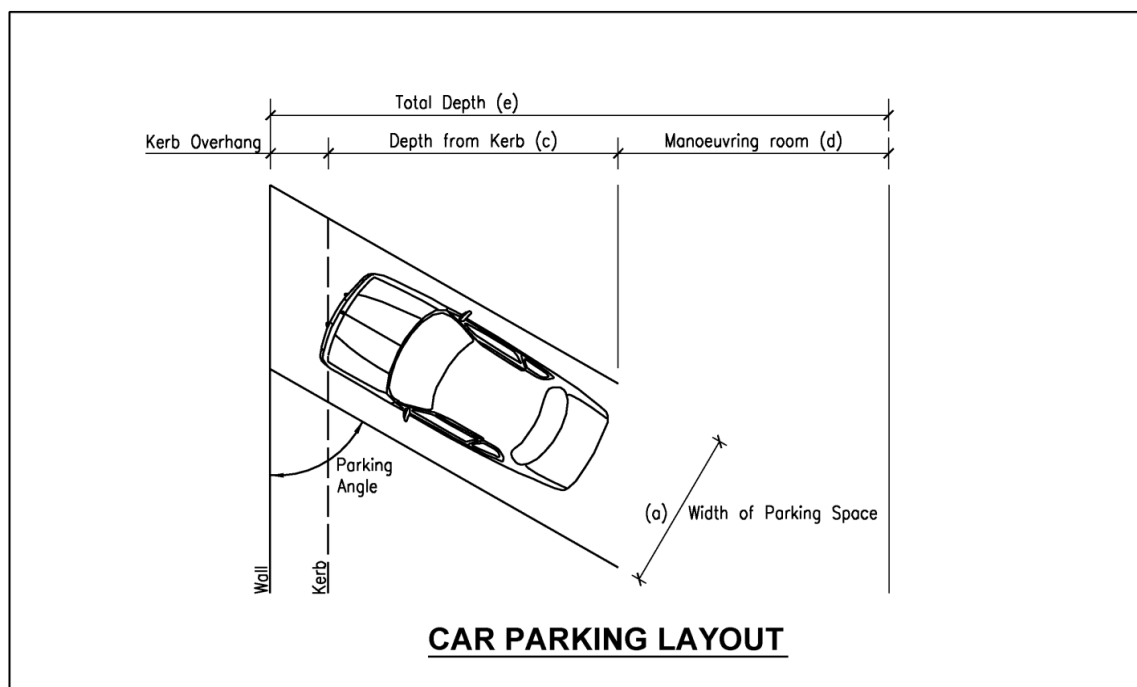 Total Depth (e)
Kerb Overhang
Depth from Kerb (c)
Manoeuvring room (d)
Parking
Angle
(a) Width of Parking Space
Wall
Kerb
CAR PARKING LAYOUT